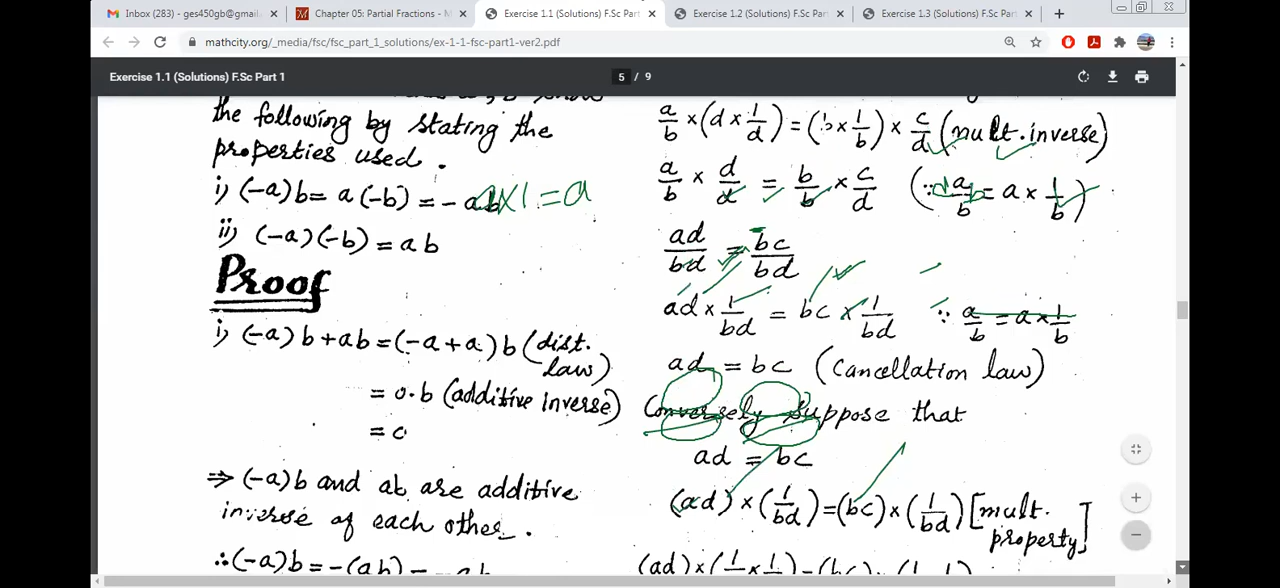 Inbox (283) - ges450gb@gmail.
Chapter 05: Partial Fractions - M
Exercise 1.1 (Solutions) F.Sc Part
Exercise 1.2 (Solutions) F.Sc Part
Exercise 1.3 (Solutions) F.Sc Part
mathcity.org/_media/fsc/fsc_part_1_solutions/ex-1-1-fsc-part1-ver2.pdf
Exercise 1.1 (Solutions) F.Sc Part 1
5 / 9
the following by stating the
properties used.
i) (-a)b = a(-b) = -ab
a×1 = a
ii) (-a)(-b) = ab
Proof
i) (-a)b + ab = (-a + a)b (dist. law)
= 0·b (additive inverse)
= 0
⇒ (-a)b and ab are additive
inverse of each other.
∴ (-a)b = -(ab) = -ab
a/b × (d × 1/d) = (b × 1/b) × c/d (mult. inverse)
a/b × d/d = b/b × c/d (∵ a/b = a × 1/b)
ad/bd = bc/bd
ad × 1/bd = bc × 1/bd ∵ a/b = a × 1/b
ad = bc (Cancellation law)
Conversely Suppose that
ad = bc
(ad) × (1/bd) = (bc) × (1/bd) [mult. property]